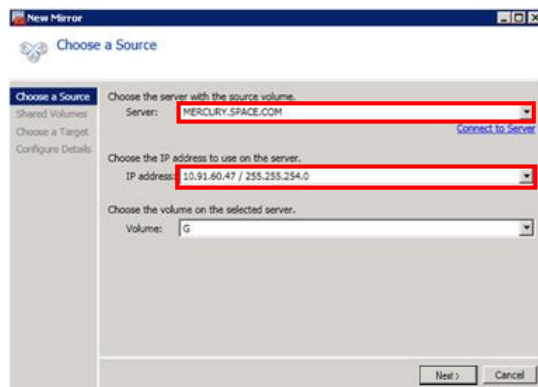 New Mirror
Choose a Source
Choose a Source
Shared Volumes
Choose a Target
Configure Details
Choose the server with the source volume.
Server: MERCURY.SPACE.COM
Connect to Server
Choose the IP address to use on the server.
IP address: 10.91.60.47 / 255.255.254.0
Choose the volume on the selected server.
Volume: G
Next > Cancel